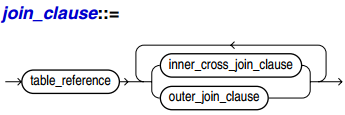 join_clause::=
inner_cross_join_clause
table_reference
outer_join_clause